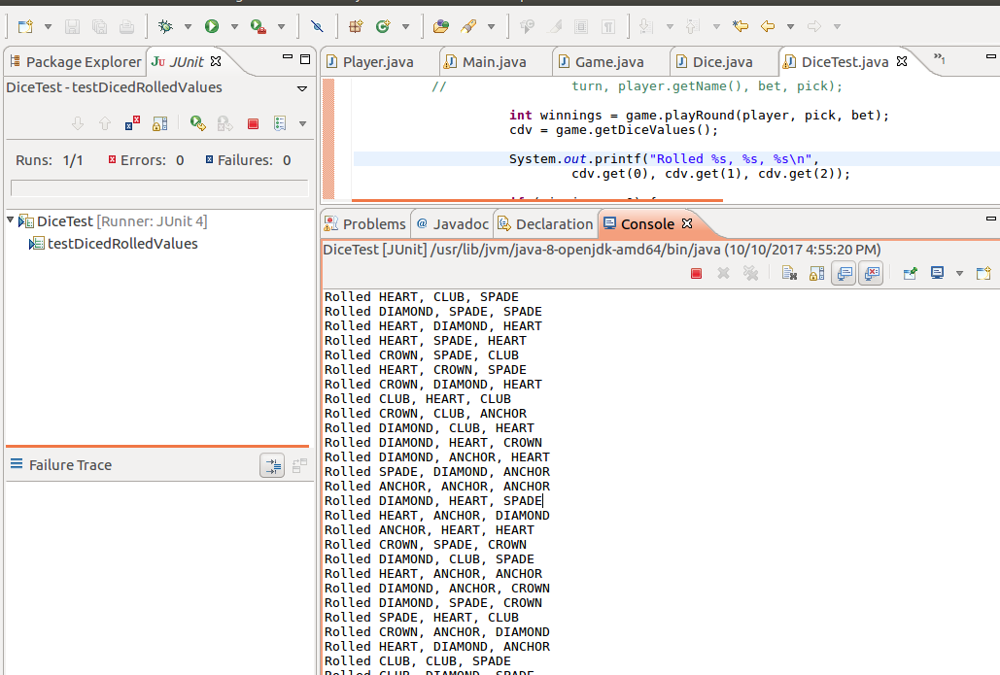 Package Explorer
JUnit
DiceTest - testDicedRolledValues
Runs: 1/1 Errors: 0 Failures: 0
DiceTest [Runner: JUnit 4]
testDicedRolledValues
Failure Trace
Player.java Main.java Game.java Dice.java DiceTest.java »1
// turn, player.getName(), bet, pick);
int winnings = game.playRound(player, pick, bet);
cdv = game.getDiceValues();
System.out.printf("Rolled %s, %s, %s\n",
cdv.get(0), cdv.get(1), cdv.get(2));
Problems @ Javadoc Declaration Console
DiceTest [JUnit] /usr/lib/jvm/java-8-openjdk-amd64/bin/java (10/10/2017 4:55:20 PM)
Rolled HEART, CLUB, SPADE
Rolled DIAMOND, SPADE, SPADE
Rolled HEART, DIAMOND, HEART
Rolled HEART, SPADE, HEART
Rolled CROWN, SPADE, CLUB
Rolled HEART, CROWN, SPADE
Rolled CROWN, DIAMOND, HEART
Rolled CLUB, HEART, CLUB
Rolled CROWN, CLUB, ANCHOR
Rolled DIAMOND, CLUB, HEART
Rolled DIAMOND, HEART, CROWN
Rolled DIAMOND, ANCHOR, HEART
Rolled SPADE, DIAMOND, ANCHOR
Rolled ANCHOR, ANCHOR, ANCHOR
Rolled DIAMOND, HEART, SPADE
Rolled HEART, ANCHOR, DIAMOND
Rolled ANCHOR, HEART, HEART
Rolled CROWN, SPADE, CROWN
Rolled DIAMOND, CLUB, SPADE
Rolled HEART, ANCHOR, ANCHOR
Rolled DIAMOND, ANCHOR, CROWN
Rolled DIAMOND, SPADE, CROWN
Rolled SPADE, HEART, CLUB
Rolled CROWN, ANCHOR, DIAMOND
Rolled HEART, DIAMOND, ANCHOR
Rolled CLUB, CLUB, SPADE
Rolled CLUB, DIAMOND, SPADE